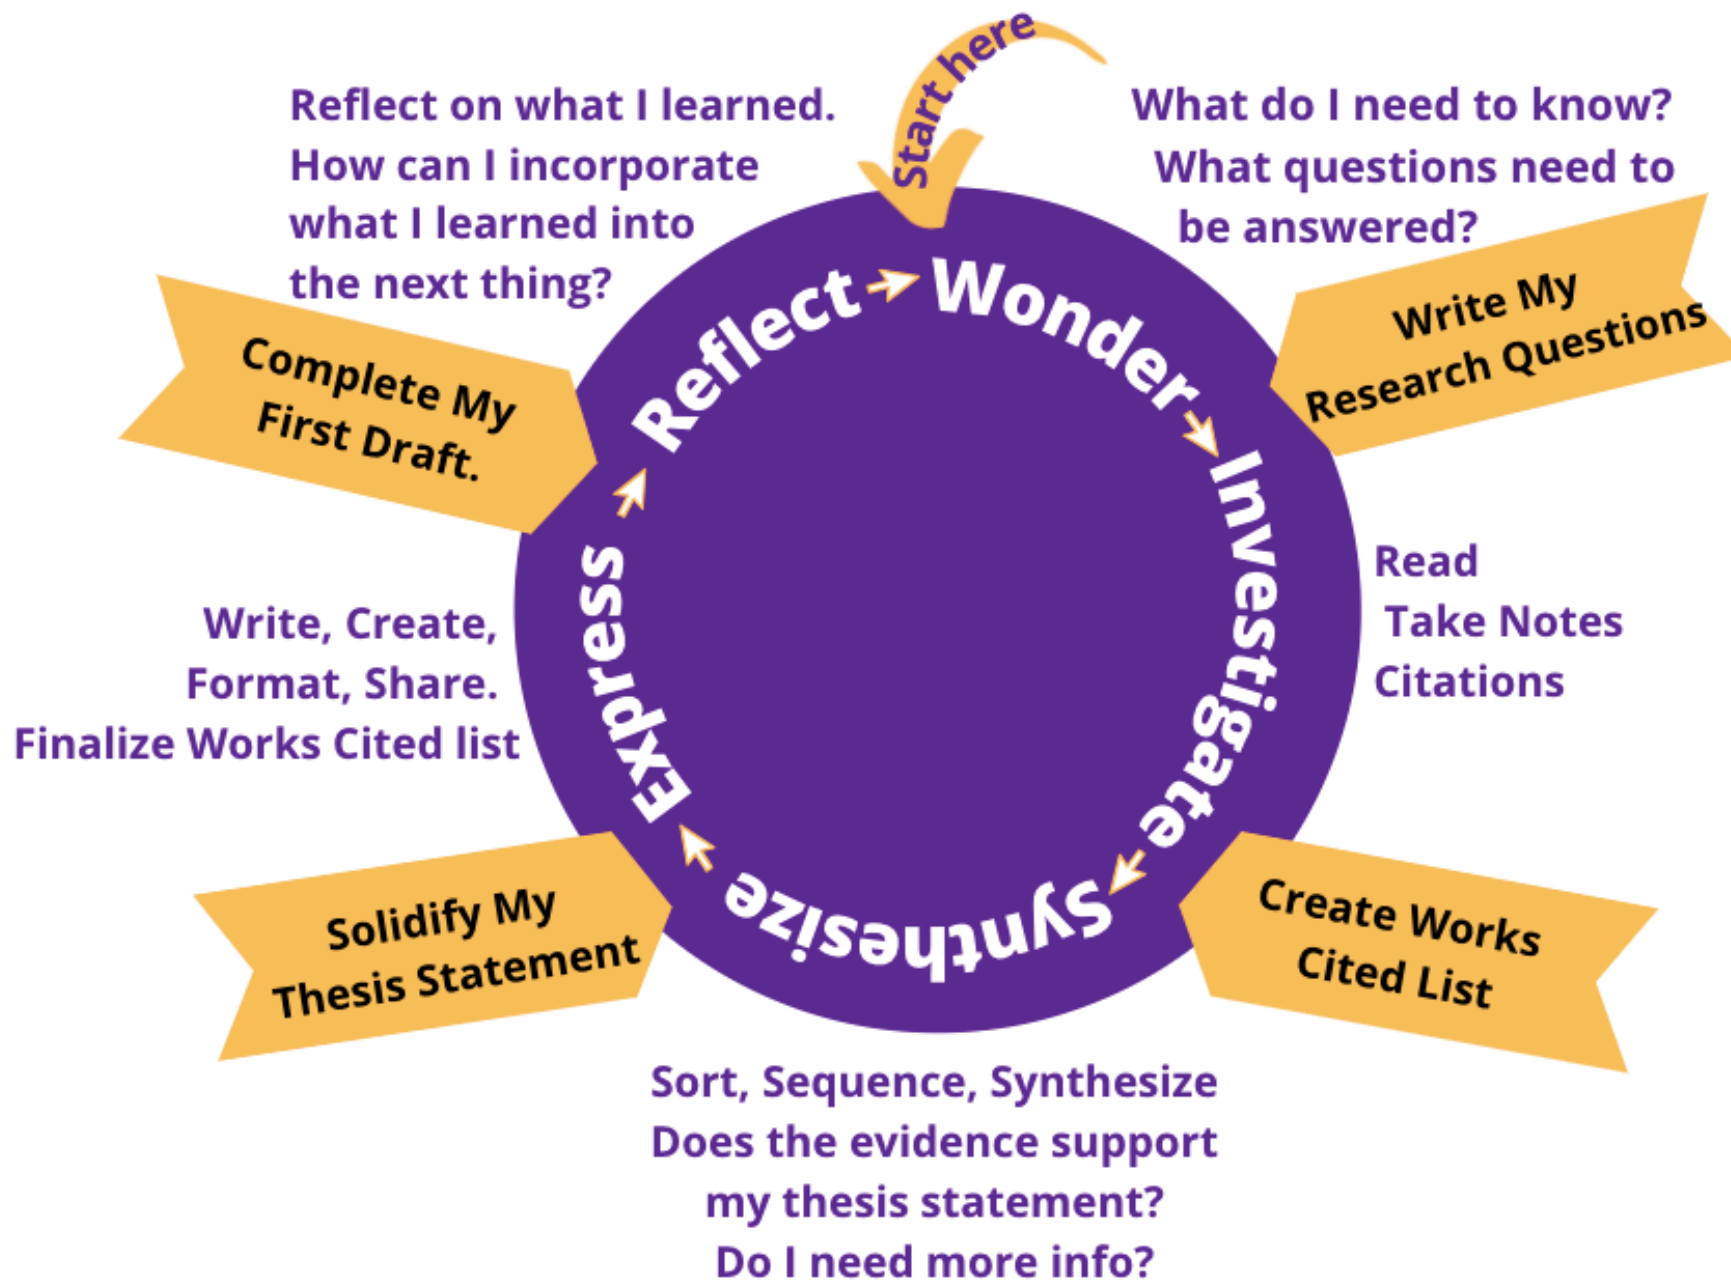 Start here
What do I need to know?
What questions need to
be answered?
Wonder
Write My
Research Questions
Investigate
Read
Take Notes
Citations
Create Works
Cited List
Synthesize
Sort, Sequence, Synthesize
Does the evidence support
my thesis statement?
Do I need more info?
Solidify My
Thesis Statement
Express
Write, Create,
Format, Share.
Finalize Works Cited list
Complete My
First Draft.
Reflect
Reflect on what I learned.
How can I incorporate
what I learned into
the next thing?